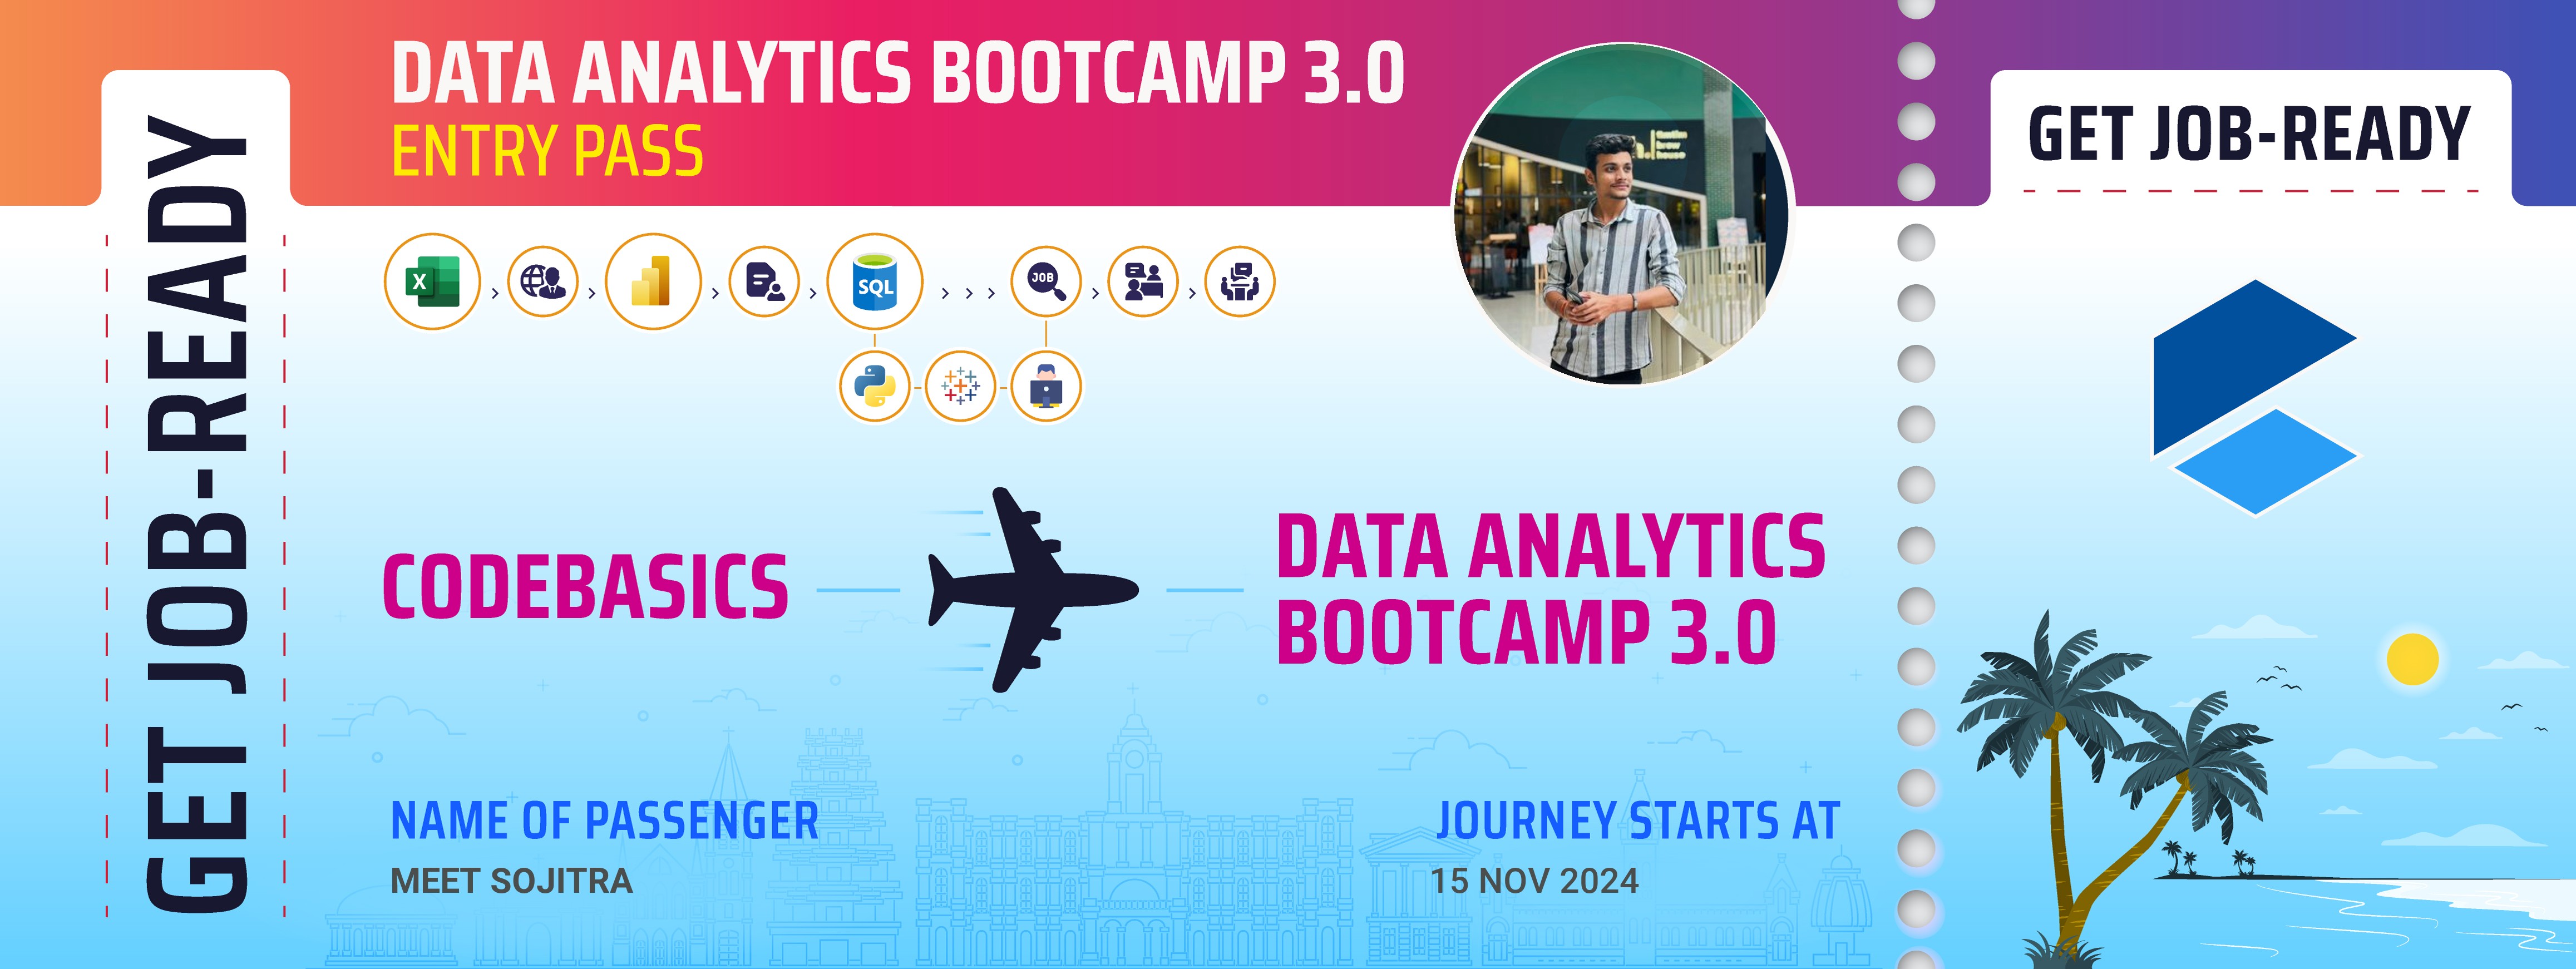 GET JOB-READY
DATA ANALYTICS BOOTCAMP 3.0
ENTRY PASS
X
SQL
JOB
CODEBASICS
DATA ANALYTICS
BOOTCAMP 3.0
NAME OF PASSENGER
MEET SOJITRA
JOURNEY STARTS AT
15 NOV 2024
GET JOB-READY